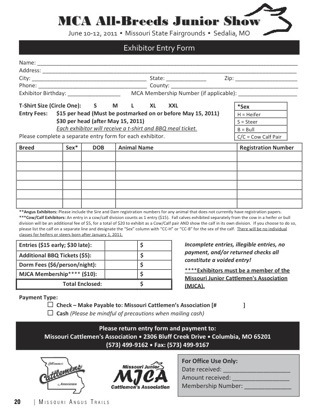 MCA All-Breeds Junior Show
June 10-12, 2011 • Missouri State Fairgrounds • Sedalia, MO
Exhibitor Entry Form
Name:
Address:
City: State: Zip:
Phone: County:
Exhibitor Birthday: MCA Membership Number (if applicable):
T-Shirt Size (Circle One): S M L XL XXL
Entry Fees: $15 per head (Must be postmarked on or before May 15, 2011)
$30 per head (after May 15, 2011)
Each exhibitor will receive a t-shirt and BBQ meal ticket.
Please complete a separate entry form for each exhibitor.
*Sex
H = Heifer
S = Steer
B = Bull
C/C = Cow Calf Pair
Breed Sex* DOB Animal Name Registration Number
**Angus Exhibitors: Please include the Sire and Dam registration numbers for any animal that does not currently have registration papers.
***Cow/Calf Exhibitors: An entry in a cow/calf division counts as 1 entry ($15). Fall calves exhibited separately from the cow in a heifer or bull
division will be an additional fee of $5, for a total of $20 to exhibit as a Cow/Calf pair AND show the calf in its own division. If you choose to do so,
please list the calf on a separate line and designate the "Sex" column with "CC-H" or "CC-B" for the sex of the calf. There will be no individual
classes for heifers or steers born after January 1, 2011.
Entries ($15 early; $30 late): $
Additional BBQ Tickets ($5): $
Dorm Fees ($6/person/night): $
MJCA Membership**** ($10): $
Total Enclosed: $
Incomplete entries, illegible entries, no
payment, and/or returned checks all
constitute a voided entry!
****Exhibitors must be a member of the
Missouri Junior Cattlemen's Association
(MJCA).
Payment Type:
Check – Make Payable to: Missouri Cattlemen's Association [# ]
Cash (Please be mindful of precautions when mailing cash)
Please return entry form and payment to:
Missouri Cattlemen's Association • 2306 Bluff Creek Drive • Columbia, MO 65201
(573) 499-9162 • Fax: (573) 499-9167
Missouri
Cattlemen's
Association
Missouri Junior
MJCA
Cattlemen's Association
For Office Use Only:
Date received:
Amount received:
Membership Number:
20 | Missouri Angus Trails